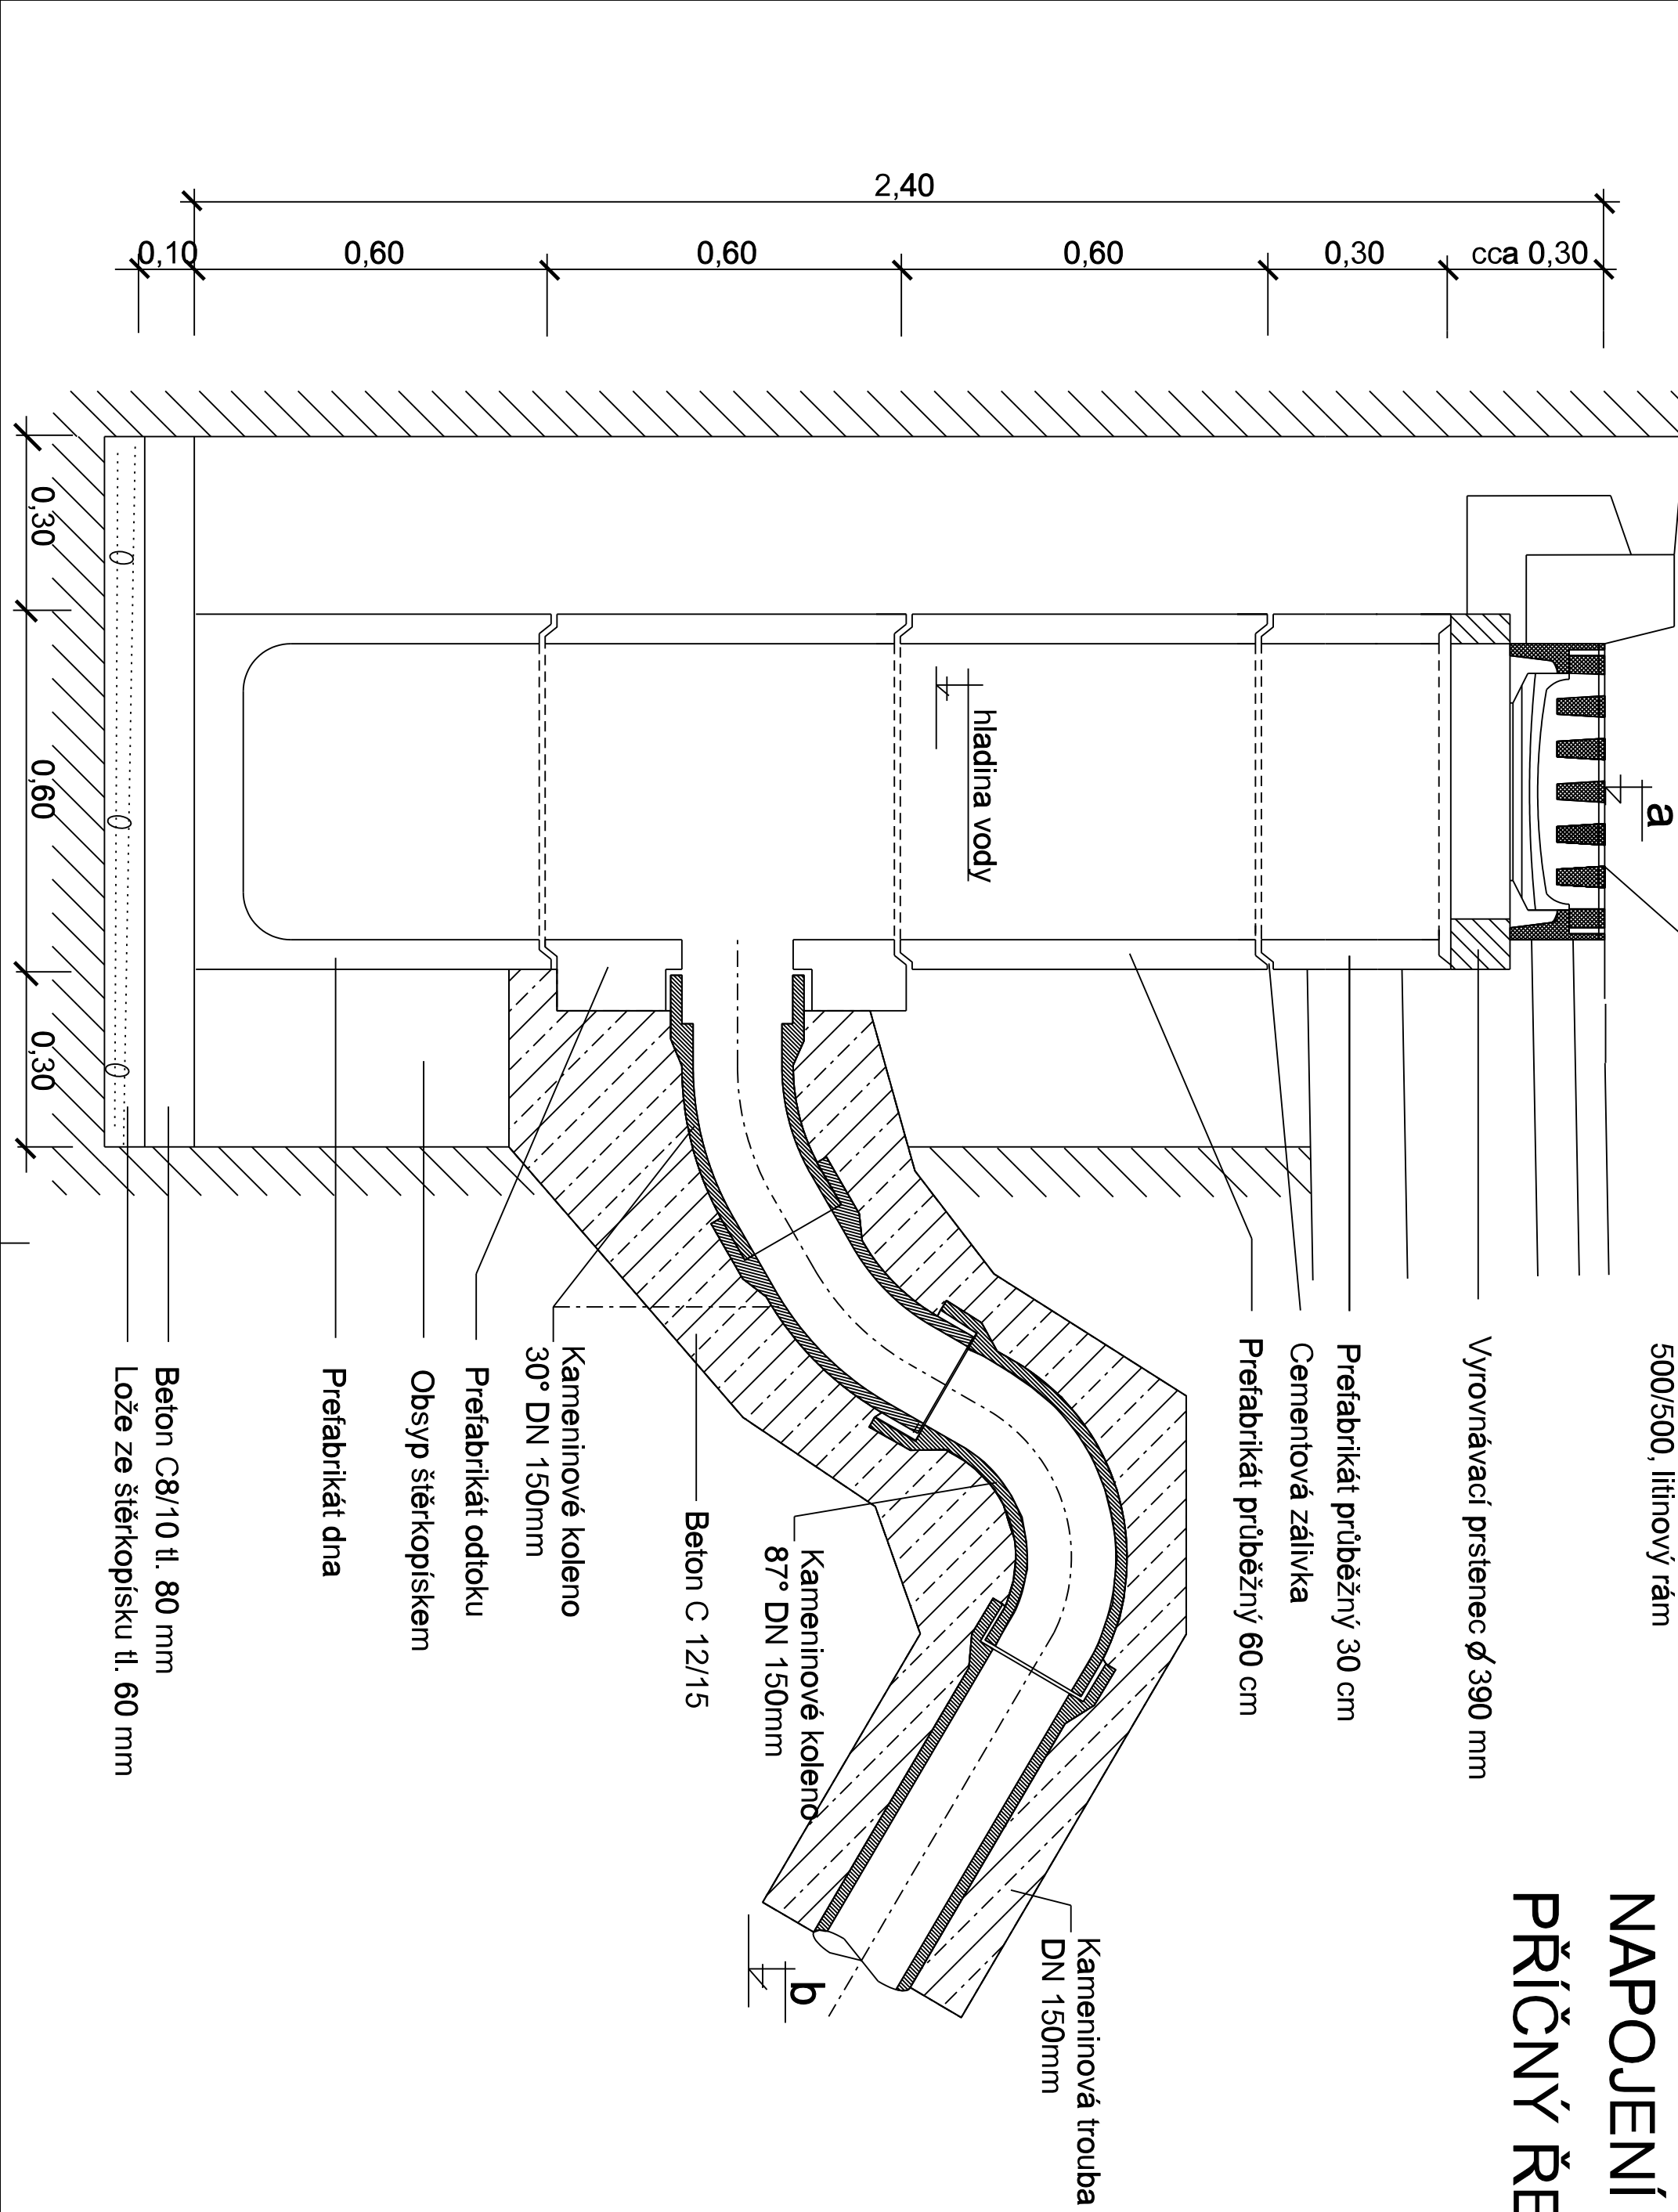 NAPOJENÍ
PŘÍČNÝ ŘE
500/500, litinový rám
a
Vyrovnávací prstenec ø 390 mm
Prefabrikát průběžný 30 cm
Cementová zálivka
Prefabrikát průběžný 60 cm
hladina vody
Kameninová trouba
DN 150mm
b
Kameninové koleno
87° DN 150mm
Beton C 12/15
Kameninové koleno
30° DN 150mm
Prefabrikát odtoku
Obsyp štěrkopískem
Prefabrikát dna
Beton C8/10 tl. 80 mm
Lože ze štěrkopísku tl. 60 mm
2,40
0,10
0,60
0,60
0,60
0,30
cca 0,30
0,30
0,60
0,30